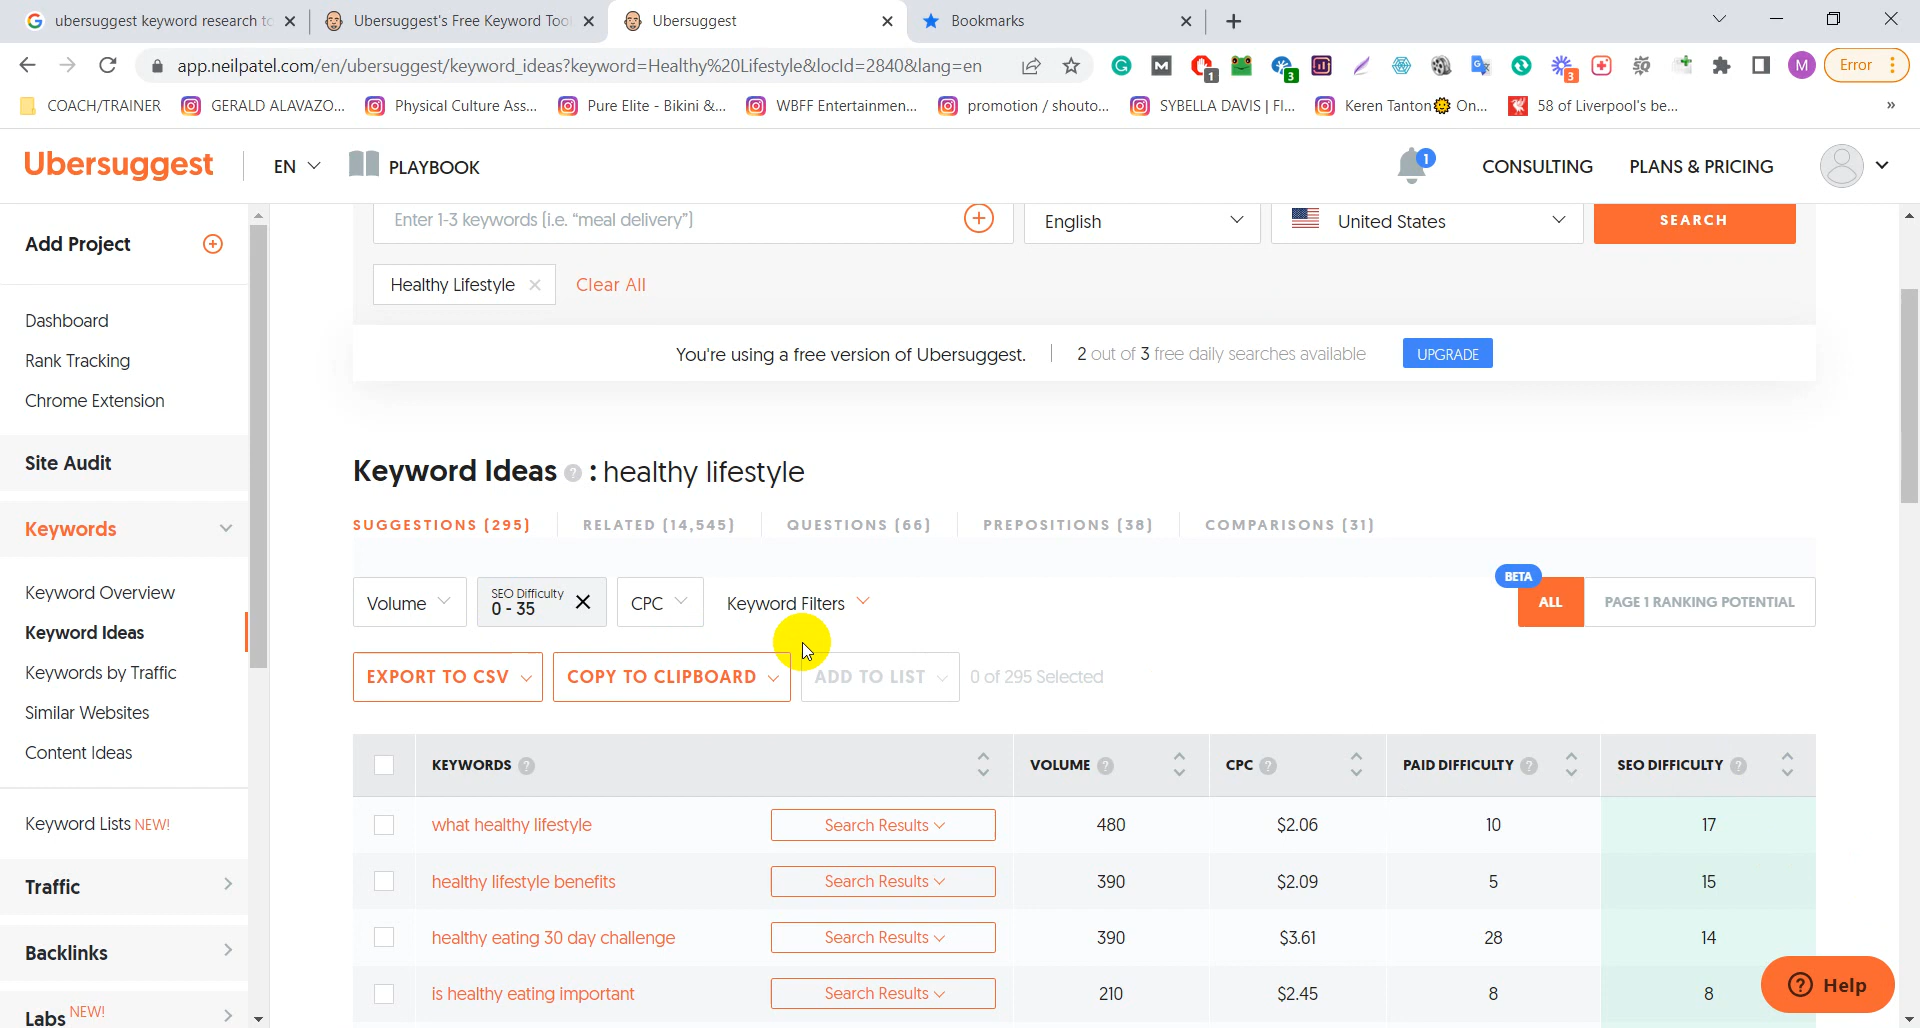 ubersuggest keyword research to
Ubersuggest's Free Keyword Tool
Ubersuggest
Bookmarks
app.neilpatel.com/en/ubersuggest/keyword_ideas?keyword=Healthy%20Lifestyle&locId=2840&lang=en
1
3
3
M
Error
COACH/TRAINER
GERALD ALAVAZO...
Physical Culture Ass...
Pure Elite - Bikini &...
WBFF Entertainmen...
promotion / shouto...
SYBELLA DAVIS | FI...
Keren Tanton🌞 On...
58 of Liverpool's be...
»
Ubersuggest
EN
PLAYBOOK
1
CONSULTING
PLANS & PRICING
Add Project
Dashboard
Rank Tracking
Chrome Extension
Site Audit
Keywords
Keyword Overview
Keyword Ideas
Keywords by Traffic
Similar Websites
Content Ideas
Keyword Lists NEW!
Traffic
Backlinks
Labs NEW!
Enter 1-3 keywords (i.e. "meal delivery")
English
United States
SEARCH
Healthy Lifestyle
Clear All
You're using a free version of Ubersuggest.
2 out of 3 free daily searches available
UPGRADE
Keyword Ideas ? : healthy lifestyle
SUGGESTIONS (295)
RELATED (14,545)
QUESTIONS (66)
PREPOSITIONS (38)
COMPARISONS (31)
Volume
SEO Difficulty
0 - 35
CPC
Keyword Filters
BETA
ALL
PAGE 1 RANKING POTENTIAL
EXPORT TO CSV
COPY TO CLIPBOARD
ADD TO LIST
0 of 295 Selected
KEYWORDS ?
VOLUME ?
CPC ?
PAID DIFFICULTY ?
SEO DIFFICULTY ?
what healthy lifestyle
Search Results
480
$2.06
10
17
healthy lifestyle benefits
Search Results
390
$2.09
5
15
healthy eating 30 day challenge
Search Results
390
$3.61
28
14
is healthy eating important
Search Results
210
$2.45
8
8
? Help